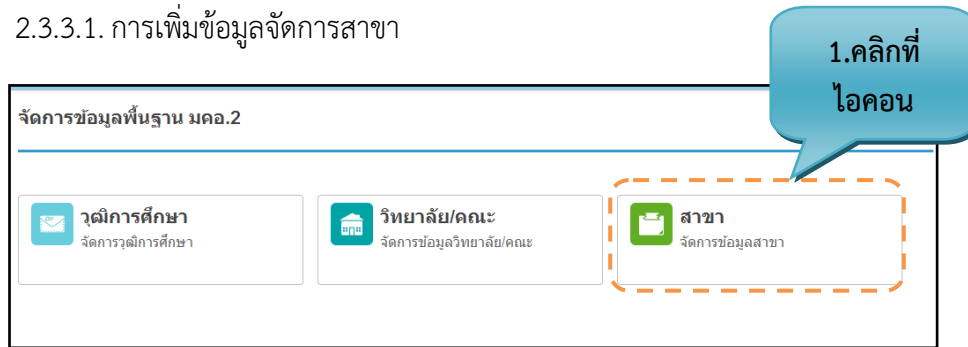 2.3.3.1. การเพิ่มข้อมูลจัดการสาขา
1.คลิกที่
ไอคอน
จัดการข้อมูลพื้นฐาน มคอ.2
วุฒิการศึกษา
จัดการวุฒิการศึกษา
วิทยาลัย/คณะ
จัดการข้อมูลวิทยาลัย/คณะ
สาขา
จัดการข้อมูลสาขา